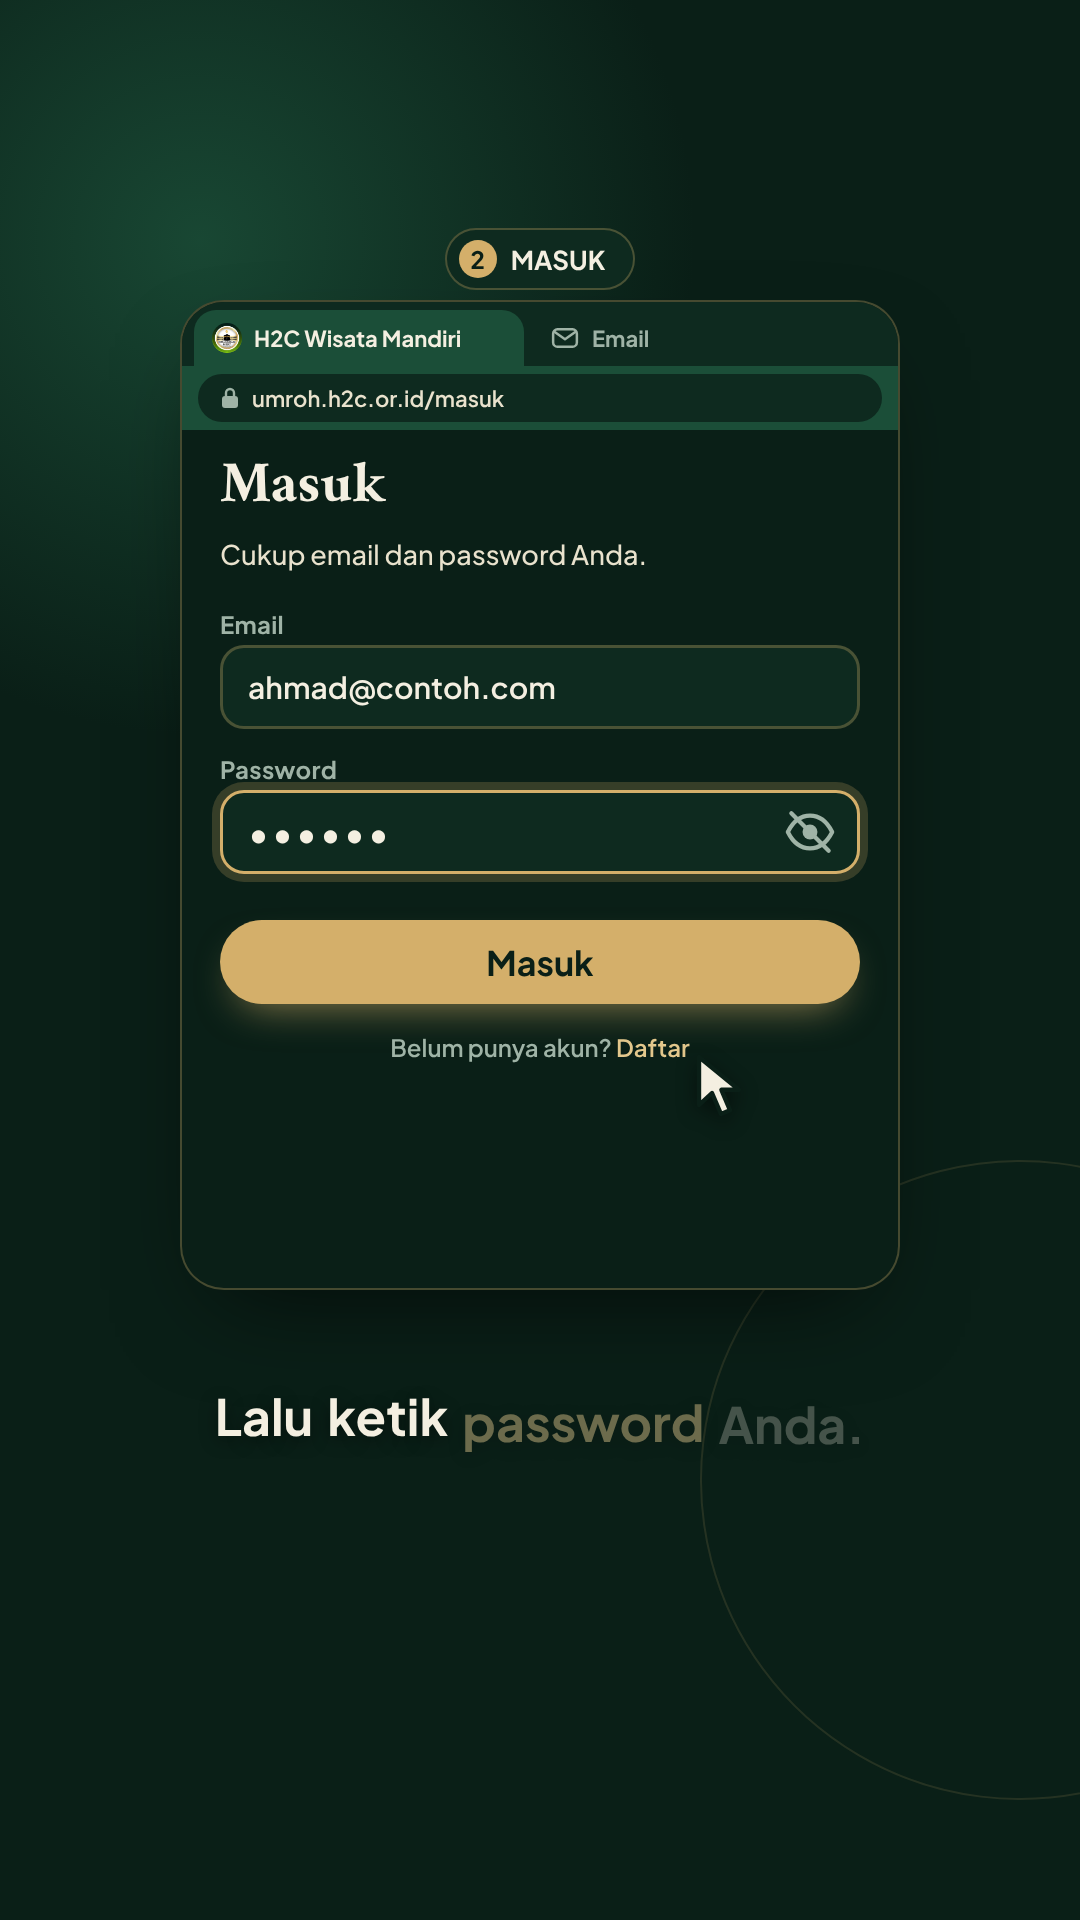 2 MASUK
H2C Wisata Mandiri
Email
umroh.h2c.or.id/masuk
Masuk
Cukup email dan password Anda.
Email
ahmad@contoh.com
Password
••••••
Masuk
Belum punya akun? Daftar
Lalu ketik password Anda.